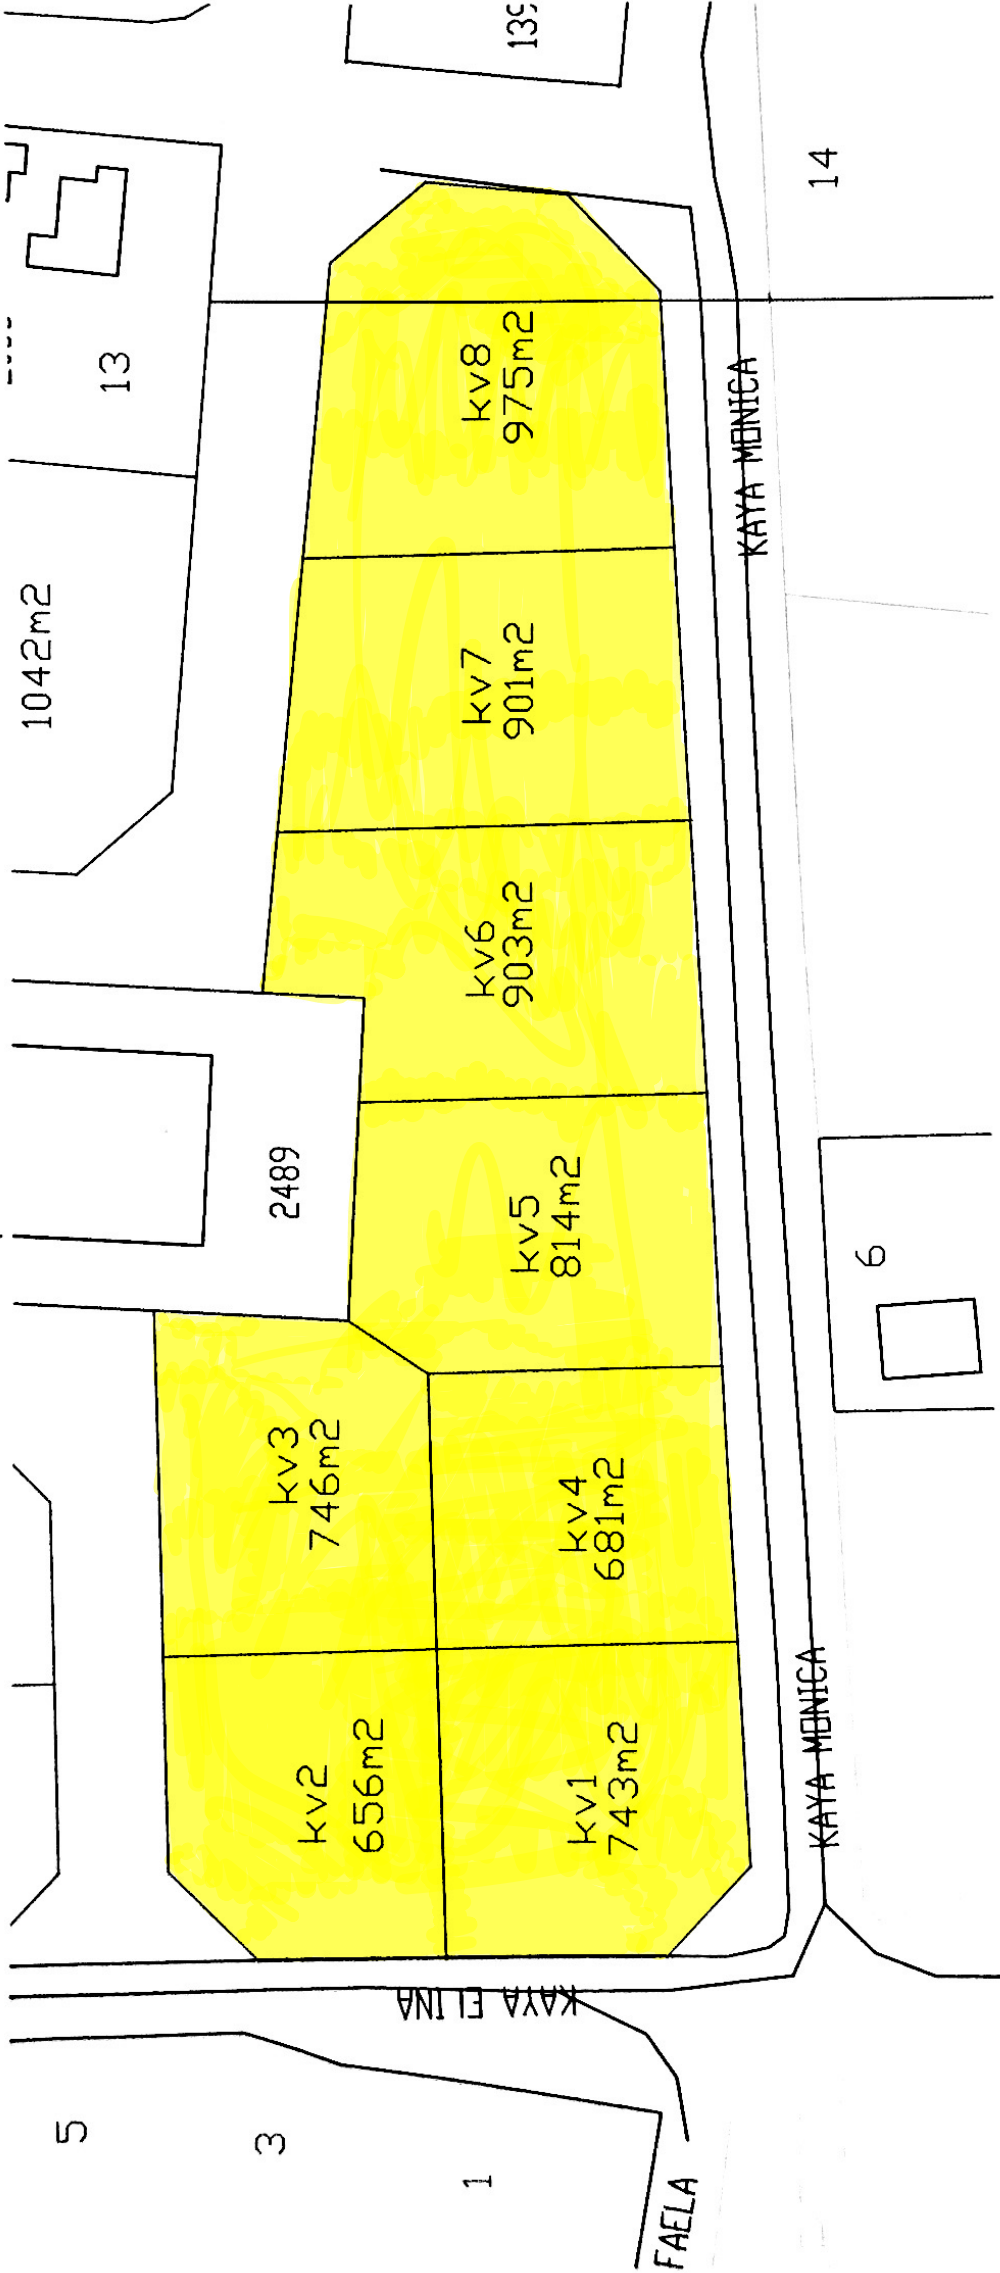 139
14
13
1042m2
kv8
975m2
KAYA MONICA
kv7
901m2
kv6
903m2
2489
kv5
814m2
6
kv3
746m2
kv4
681m2
KAYA MONICA
kv2
656m2
kv1
743m2
KAYA ELINA
5
3
1
FAELA